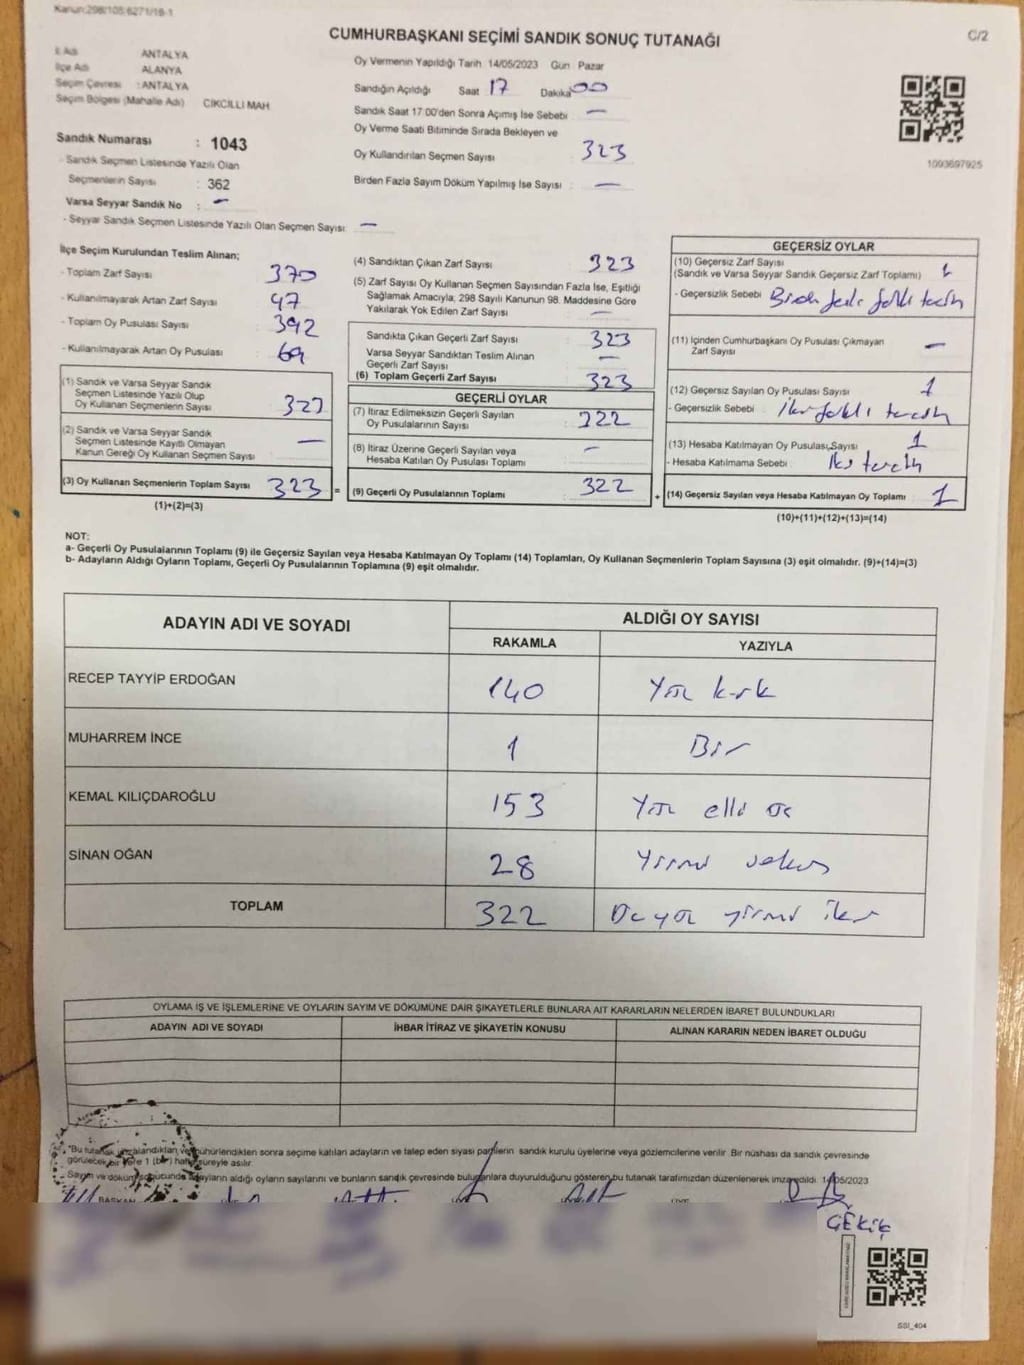 Kanun:298/105;6271/18-1
C/2
CUMHURBAŞKANI SEÇİMİ SANDIK SONUÇ TUTANAĞI
İl Adı ANTALYA
İlçe Adı ALANYA
Seçim Çevresi : ANTALYA
Seçim Bölgesi (Mahalle Adı) CIKCILLI MAH
Sandık Numarası : 1043
- Sandık Seçmen Listesinde Yazılı Olan
Seçmenlerin Sayısı : 362
Varsa Seyyar Sandık No : -
- Seyyar Sandık Seçmen Listesinde Yazılı Olan Seçmen Sayısı: -
Oy Vermenin Yapıldığı Tarih 14/05/2023 Gün Pazar
Sandığın Açıldığı Saat 17 Dakika 00
Sandık Saat 17:00'den Sonra Açımış İse Sebebi -
Oy Verme Saati Bitiminde Sırada Bekleyen ve
Oy Kullandırılan Seçmen Sayısı 323
Birden Fazla Sayım Döküm Yapılmış İse Sayısı : -
1093697925
İlçe Seçim Kurulundan Teslim Alınan;
- Toplam Zarf Sayısı 370
- Kullanılmayarak Artan Zarf Sayısı 47
- Toplam Oy Pusulası Sayısı 392
- Kullanılmayarak Artan Oy Pusulası 69
(1) Sandık ve Varsa Seyyar Sandık
Seçmen Listesinde Yazılı Olup
Oy Kullanan Seçmenlerin Sayısı : 323
(2) Sandık ve Varsa Seyyar Sandık
Seçmen Listesinde Kayıtlı Olmayan
Kanun Gereği Oy Kullanan Seçmen Sayısı : -
(3) Oy Kullanan Seçmenlerin Toplam Sayısı 323 =
(1)+(2)=(3)
(4) Sandıktan Çıkan Zarf Sayısı 323
(5) Zarf Sayısı Oy Kullanan Seçmen Sayısından Fazla İse, Eşitliği
Sağlamak Amacıyla; 298 Sayılı Kanunun 98. Maddesine Göre
Yakılarak Yok Edilen Zarf Sayısı -
Sandıkta Çıkan Geçerli Zarf Sayısı 323
Varsa Seyyar Sandıktan Teslim Alınan
Geçerli Zarf Sayısı -
(6) Toplam Geçerli Zarf Sayısı 323
GEÇERLİ OYLAR
(7) İtiraz Edilmeksizin Geçerli Sayılan
Oy Pusulalarının Sayısı : 322
(8) İtiraz Üzerine Geçerli Sayılan veya
Hesaba Katılan Oy Pusulası Toplamı : -
(9) Geçerli Oy Pusulalarının Toplamı 322 +
GEÇERSİZ OYLAR
(10) Geçersiz Zarf Sayısı
(Sandık ve Varsa Seyyar Sandık Geçersiz Zarf Toplamı) 1
- Geçersizlik Sebebi : Birden fazla farklı tercih
(11) İçinden Cumhurbaşkanı Oy Pusulası Çıkmayan
Zarf Sayısı -
(12) Geçersiz Sayılan Oy Pusulası Sayısı : 1
- Geçersizlik Sebebi : İki farklı tercih
(13) Hesaba Katılmayan Oy Pusulası Sayısı 1
- Hesaba Katılmama Sebebi : İki tercih
(14) Geçersiz Sayılan veya Hesaba Katılmayan Oy Toplamı : 1
(10)+(11)+(12)+(13)=(14)
NOT:
a- Geçerli Oy Pusulalarının Toplamı (9) ile Geçersiz Sayılan veya Hesaba Katılmayan Oy Toplamı (14) Toplamları, Oy Kullanan Seçmenlerin Toplam Sayısına (3) eşit olmalıdır. (9)+(14)=(3)
b- Adayların Aldığı Oyların Toplamı, Geçerli Oy Pusulalarının Toplamına (9) eşit olmalıdır.
ADAYIN ADI VE SOYADI ALDIĞI OY SAYISI
RAKAMLA YAZIYLA
RECEP TAYYİP ERDOĞAN 140 Yüz kırk
MUHARREM İNCE 1 Bir
KEMAL KILIÇDAROĞLU 153 Yüz elli üç
SİNAN OĞAN 28 Yirmi sekiz
TOPLAM 322 Üç yüz yirmi iki
OYLAMA İŞ VE İŞLEMLERİNE VE OYLARIN SAYIM VE DÖKÜMÜNE DAİR ŞİKAYETLERLE BUNLARA AİT KARARLARIN NELERDEN İBARET BULUNDUKLARI
ADAYIN ADI VE SOYADI İHBAR İTİRAZ VE ŞİKAYETİN KONUSU ALINAN KARARIN NEDEN İBARET OLDUĞU
"Bu tutanak imzalandıktan ve mühürlendikten sonra seçime katılan adayların ve talep eden siyasi partilerin sandık kurulu üyelerine veya gözlemcilerine verilir. Bir nüshası da sandık çevresinde
görülecek bir yere 1 (bir) hafta süreyle asılır.
Sayım ve döküm sonucunda adayların aldığı oyların sayılarını ve bunların sandık çevresinde bulunanlara duyurulduğunu gösteren bu tutanak tarafımızdan düzenlenerek imza edildi. 14/05/2023
BAŞKAN
GEKİÇ
SSI_404